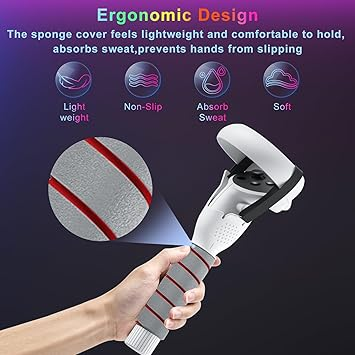 Ergonomic Design
The sponge cover feels lightweight and comfortable to hold,
absorbs sweat,prevents hands from slipping
Light
weight
Non-Slip
Absorb
Sweat
Soft